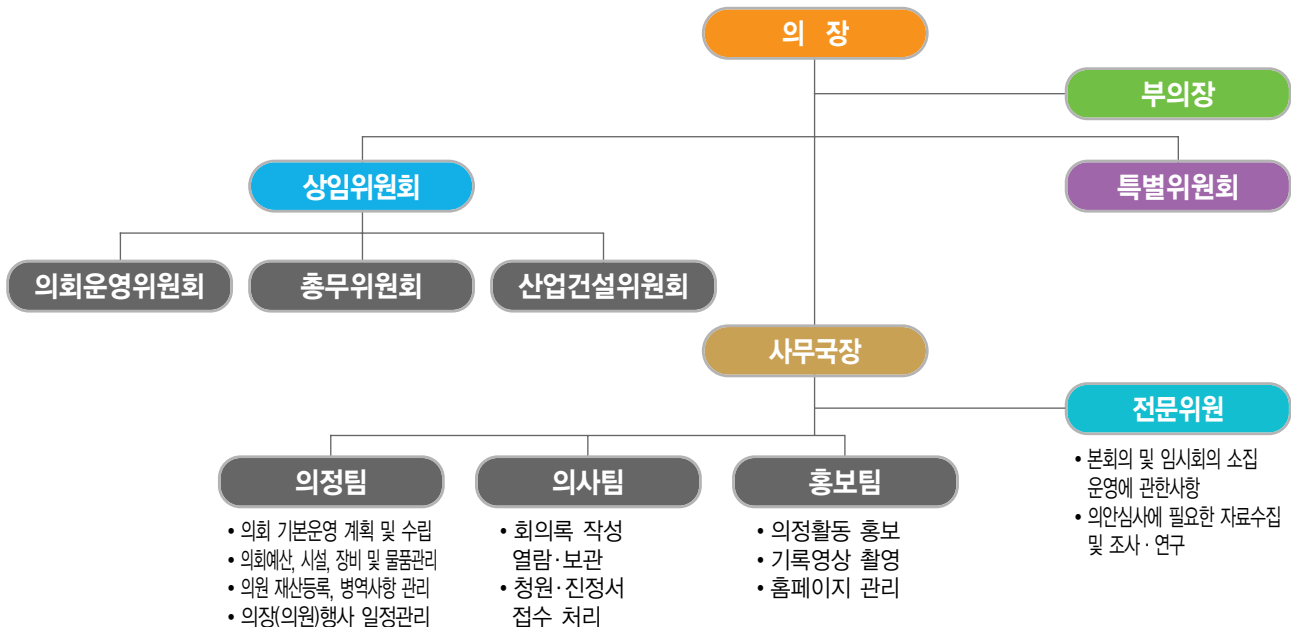 의 장
부의장
상임위원회
특별위원회
의회운영위원회
총무위원회
산업건설위원회
사무국장
전문위원
• 본회의 및 임시회의 소집
운영에 관한사항
• 의안심사에 필요한 자료수집
및 조사·연구
의정팀
• 의회 기본운영 계획 및 수립
• 의회예산, 시설, 장비 및 물품관리
• 의원 재산등록, 병역사항 관리
• 의장(의원)행사 일정관리
의사팀
• 회의록 작성
열람·보관
• 청원·진정서
접수 처리
홍보팀
• 의정활동 홍보
• 기록영상 촬영
• 홈페이지 관리